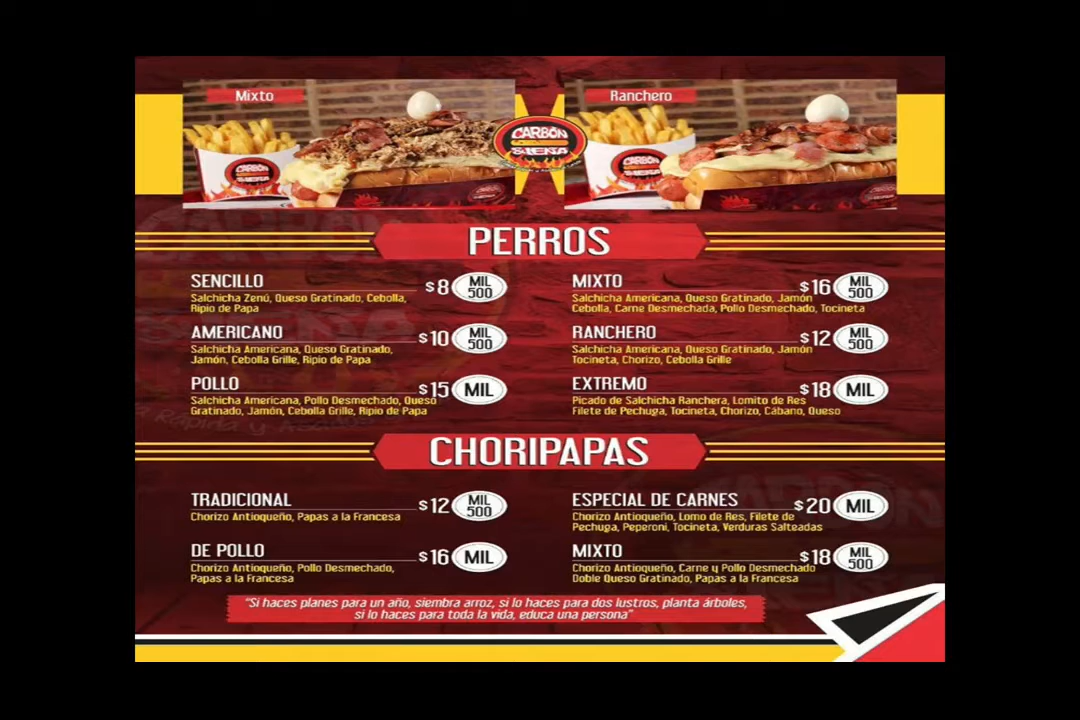 Mixto
Ranchero
CARBÓN
& LEÑA
PERROS
SENCILLO
$8 MIL 500
Salchicha Zenú, Queso Gratinado, Cebolla,
Ripio de Papa
AMERICANO
$10 MIL 500
Salchicha Americana, Queso Gratinado,
Jamón, Cebolla Grille, Ripio de Papa
POLLO
$15 MIL
Salchicha Americana, Pollo Desmechado, Queso
Gratinado, Jamón, Cebolla Grille, Ripio de Papa
MIXTO
$16 MIL 500
Salchicha Americana, Queso Gratinado, Jamón
Cebolla, Carne Desmechada, Pollo Desmechado, Tocineta
RANCHERO
$12 MIL 500
Salchicha Americana, Queso Gratinado, Jamón
Tocineta, Chorizo, Cebolla Grille
EXTREMO
$18 MIL
Picado de Salchicha Ranchera, Lomito de Res
Filete de Pechuga, Tocineta, Chorizo, Cábano, Queso
CHORIPAPAS
TRADICIONAL
$12 MIL 500
Chorizo Antioqueño, Papas a la Francesa
DE POLLO
$16 MIL
Chorizo Antioqueño, Pollo Desmechado,
Papas a la Francesa
ESPECIAL DE CARNES
$20 MIL
Chorizo Antioqueño, Lomo de Res, Filete de
Pechuga, Peperoni, Tocineta, Verduras Salteadas
MIXTO
$18 MIL 500
Chorizo Antioqueño, Carne y Pollo Desmechado
Doble Queso Gratinado, Papas a la Francesa
"Si haces planes para un año, siembra arroz, si lo haces para dos lustros, planta árboles,
si lo haces para toda la vida, educa una persona"